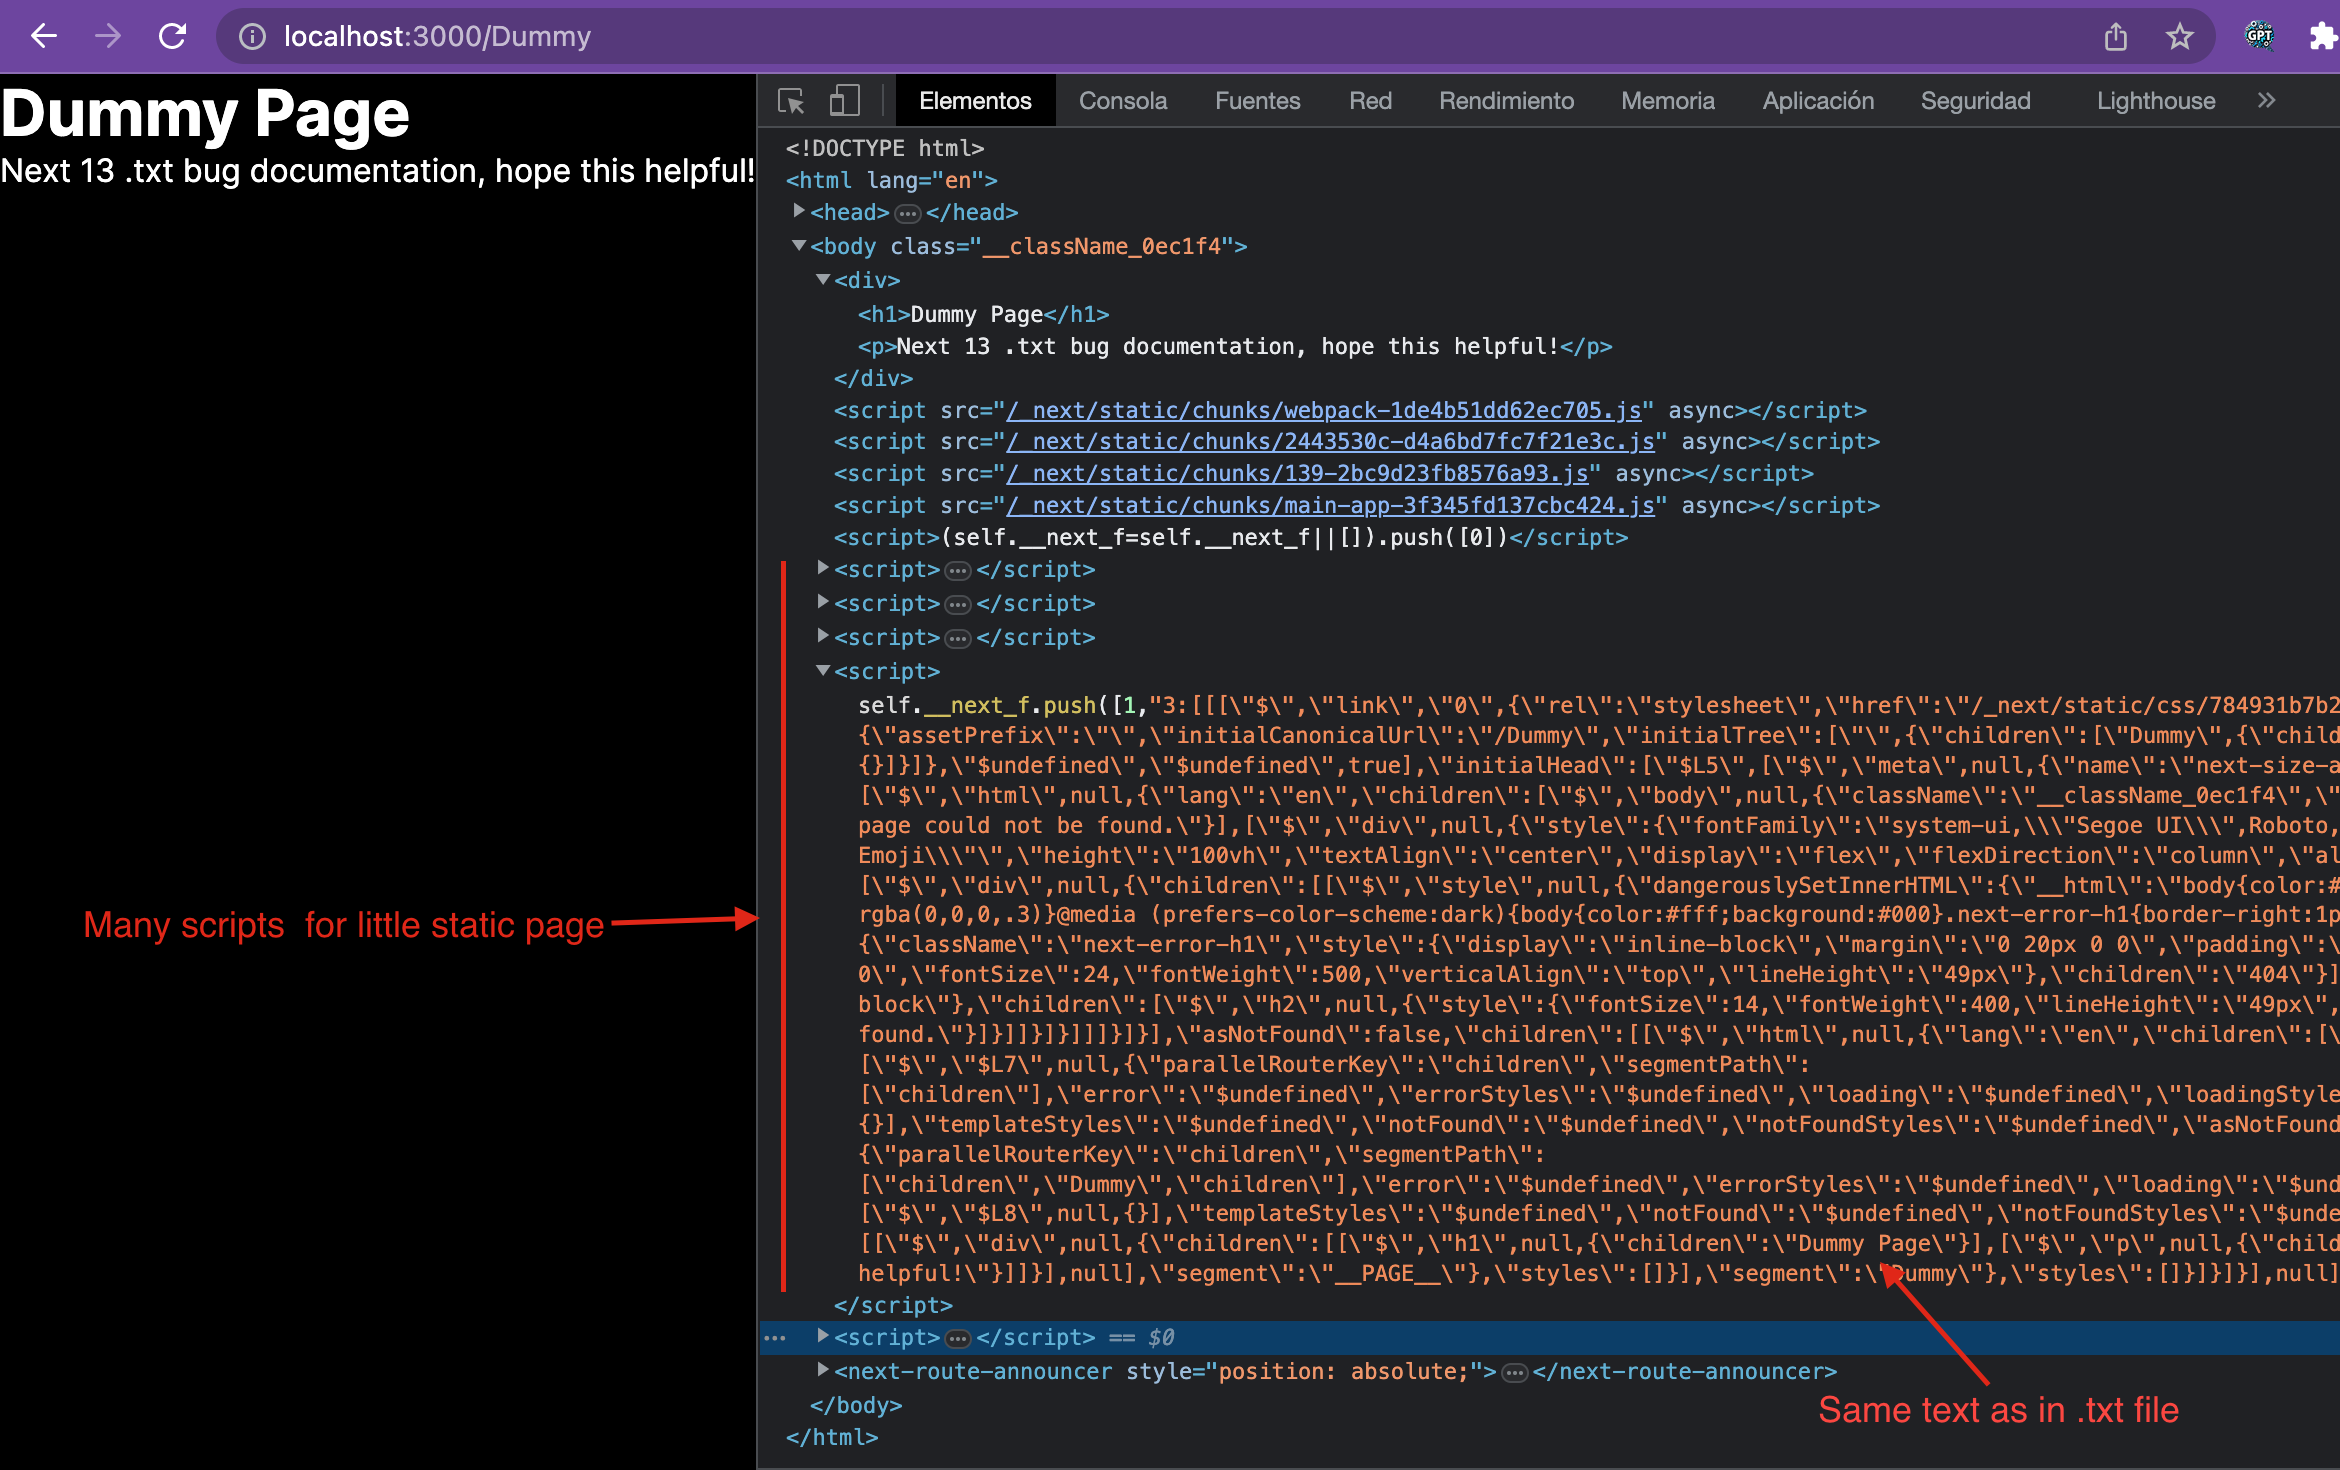 localhost:3000/Dummy
GPT
Dummy Page
Next 13 .txt bug documentation, hope this helpful!
Elementos Consola Fuentes Red Rendimiento Memoria Aplicación Seguridad Lighthouse
<!DOCTYPE html>
<html lang="en">
<head> </head>
<body class="__className_0ec1f4">
<div>
<h1>Dummy Page</h1>
<p>Next 13 .txt bug documentation, hope this helpful!</p>
</div>
<script src="/_next/static/chunks/webpack-1de4b51dd62ec705.js" async></script>
<script src="/_next/static/chunks/2443530c-d4a6bd7fc7f21e3c.js" async></script>
<script src="/_next/static/chunks/139-2bc9d23fb8576a93.js" async></script>
<script src="/_next/static/chunks/main-app-3f345fd137cbc424.js" async></script>
<script>(self.__next_f=self.__next_f||[]).push([0])</script>
<script>…</script>
<script>…</script>
<script>…</script>
<script>
self.__next_f.push([1,"3:[[[\"$\",\"link\",\"0\",{\"rel\":\"stylesheet\",\"href\":\"/_next/static/css/784931b7b2
{\"assetPrefix\":\"\",\"initialCanonicalUrl\":\"/Dummy\",\"initialTree\":[\"\",{\"children\":[\"Dummy\",{\"child
{}]}]},\"$undefined\",\"$undefined\",true],\"initialHead\":[\"$L5\",[\"$\",\"meta\",null,{\"name\":\"next-size-a
[\"$\",\"html\",null,{\"lang\":\"en\",\"children\":[\"$\",\"body\",null,{\"className\":\"__className_0ec1f4\",\"
page could not be found.\"}],[\"$\",\"div\",null,{\"style\":{\"fontFamily\":\"system-ui,\\\"Segoe UI\\\",Roboto,
Emoji\\\"\",\"height\":\"100vh\",\"textAlign\":\"center\",\"display\":\"flex\",\"flexDirection\":\"column\",\"al
[\"$\",\"div\",null,{\"children\":[[\"$\",\"style\",null,{\"dangerouslySetInnerHTML\":{\"__html\":\"body{color:#
rgba(0,0,0,.3)}@media (prefers-color-scheme:dark){body{color:#fff;background:#000}.next-error-h1{border-right:1p
{\"className\":\"next-error-h1\",\"style\":{\"display\":\"inline-block\",\"margin\":\"0 20px 0 0\",\"padding\":\
0\",\"fontSize\":24,\"fontWeight\":500,\"verticalAlign\":\"top\",\"lineHeight\":\"49px\"},\"children\":\"404\"}]
block\"},\"children\":[\"$\",\"h2\",null,{\"style\":{\"fontSize\":14,\"fontWeight\":400,\"lineHeight\":\"49px\",
found.\"}]}]]}]}]]]}]}],\"asNotFound\":false,\"children\":[[\"$\",\"html\",null,{\"lang\":\"en\",\"children\":[\
[\"$\",\"$L7\",null,{\"parallelRouterKey\":\"children\",\"segmentPath\":
[\"children\"],\"error\":\"$undefined\",\"errorStyles\":\"$undefined\",\"loading\":\"$undefined\",\"loadingStyle
{}],\"templateStyles\":\"$undefined\",\"notFound\":\"$undefined\",\"notFoundStyles\":\"$undefined\",\"asNotFound
{\"parallelRouterKey\":\"children\",\"segmentPath\":
[\"children\",\"Dummy\",\"children\"],\"error\":\"$undefined\",\"errorStyles\":\"$undefined\",\"loading\":\"$und
[\"$\",\"$L8\",null,{}],\"templateStyles\":\"$undefined\",\"notFound\":\"$undefined\",\"notFoundStyles\":\"$unde
[[\"$\",\"div\",null,{\"children\":[[\"$\",\"h1\",null,{\"children\":\"Dummy Page\"}],[\"$\",\"p\",null,{\"child
helpful!\"}]]}],null],\"segment\":\"__PAGE__\"},\"styles\":[]}],\"segment\":\"Dummy\"},\"styles\":[]}]}]}],null]
</script>
<script>…</script> == $0
<next-route-announcer style="position: absolute;">…</next-route-announcer>
</body>
</html>
Many scripts for little static page
Same text as in .txt file